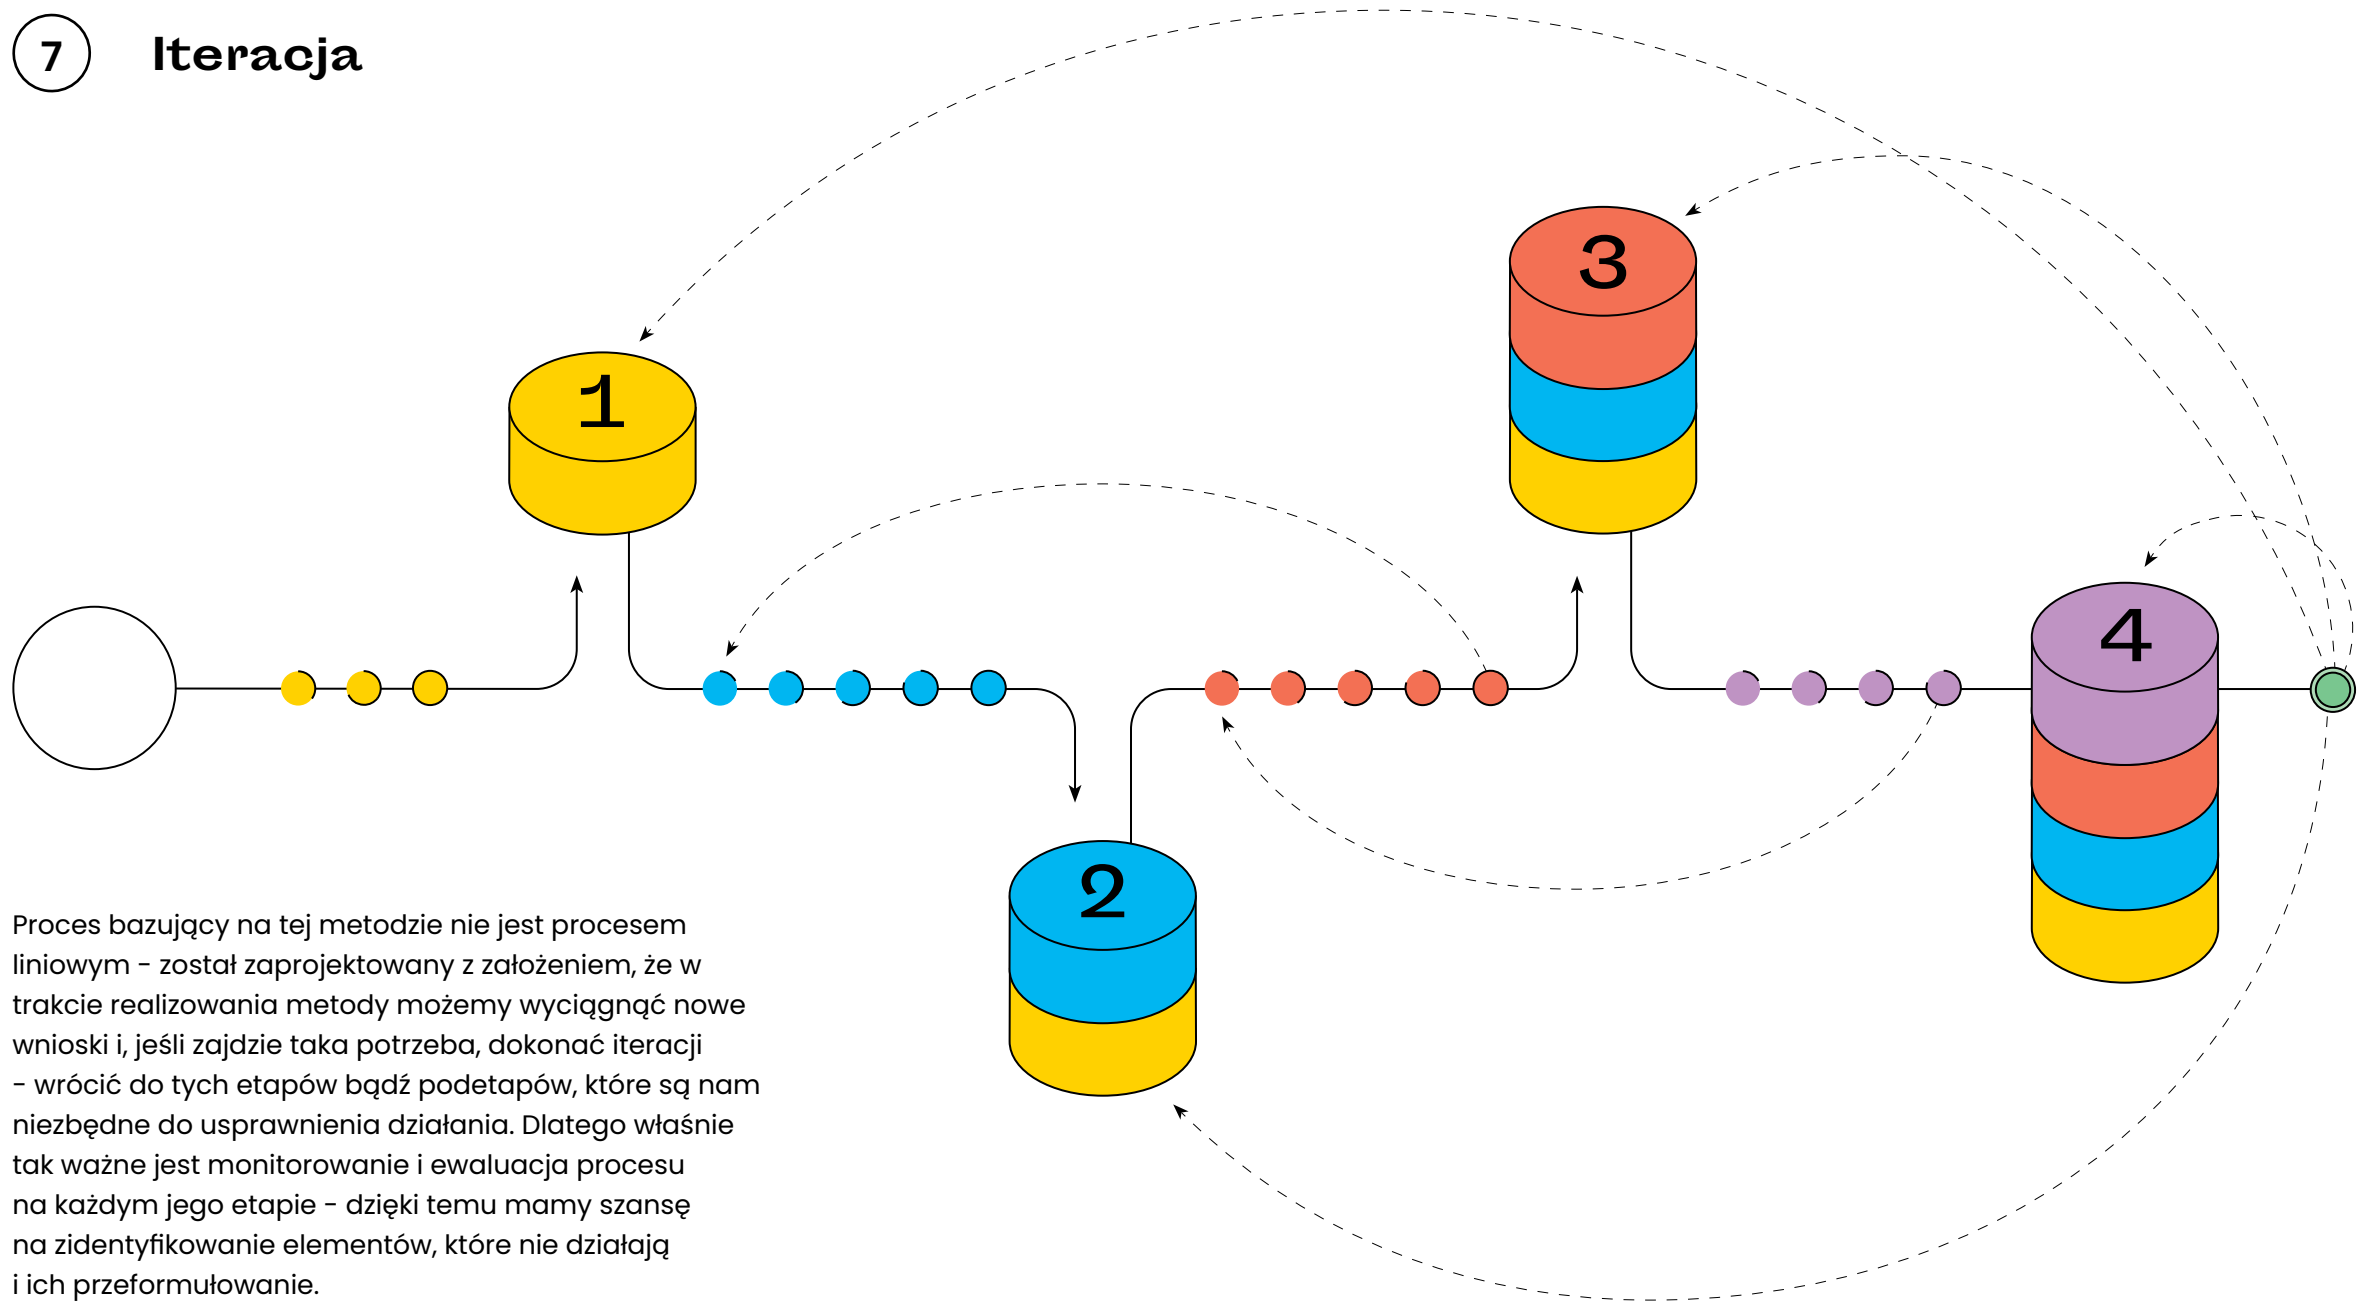 7 Iteracja
1
2
3
4
Proces bazujący na tej metodzie nie jest procesem
liniowym - został zaprojektowany z założeniem, że w
trakcie realizowania metody możemy wyciągnąć nowe
wnioski i, jeśli zajdzie taka potrzeba, dokonać iteracji
- wrócić do tych etapów bądź podetapów, które są nam
niezbędne do usprawnienia działania. Dlatego właśnie
tak ważne jest monitorowanie i ewaluacja procesu
na każdym jego etapie - dzięki temu mamy szansę
na zidentyfikowanie elementów, które nie działają
i ich przeformułowanie.